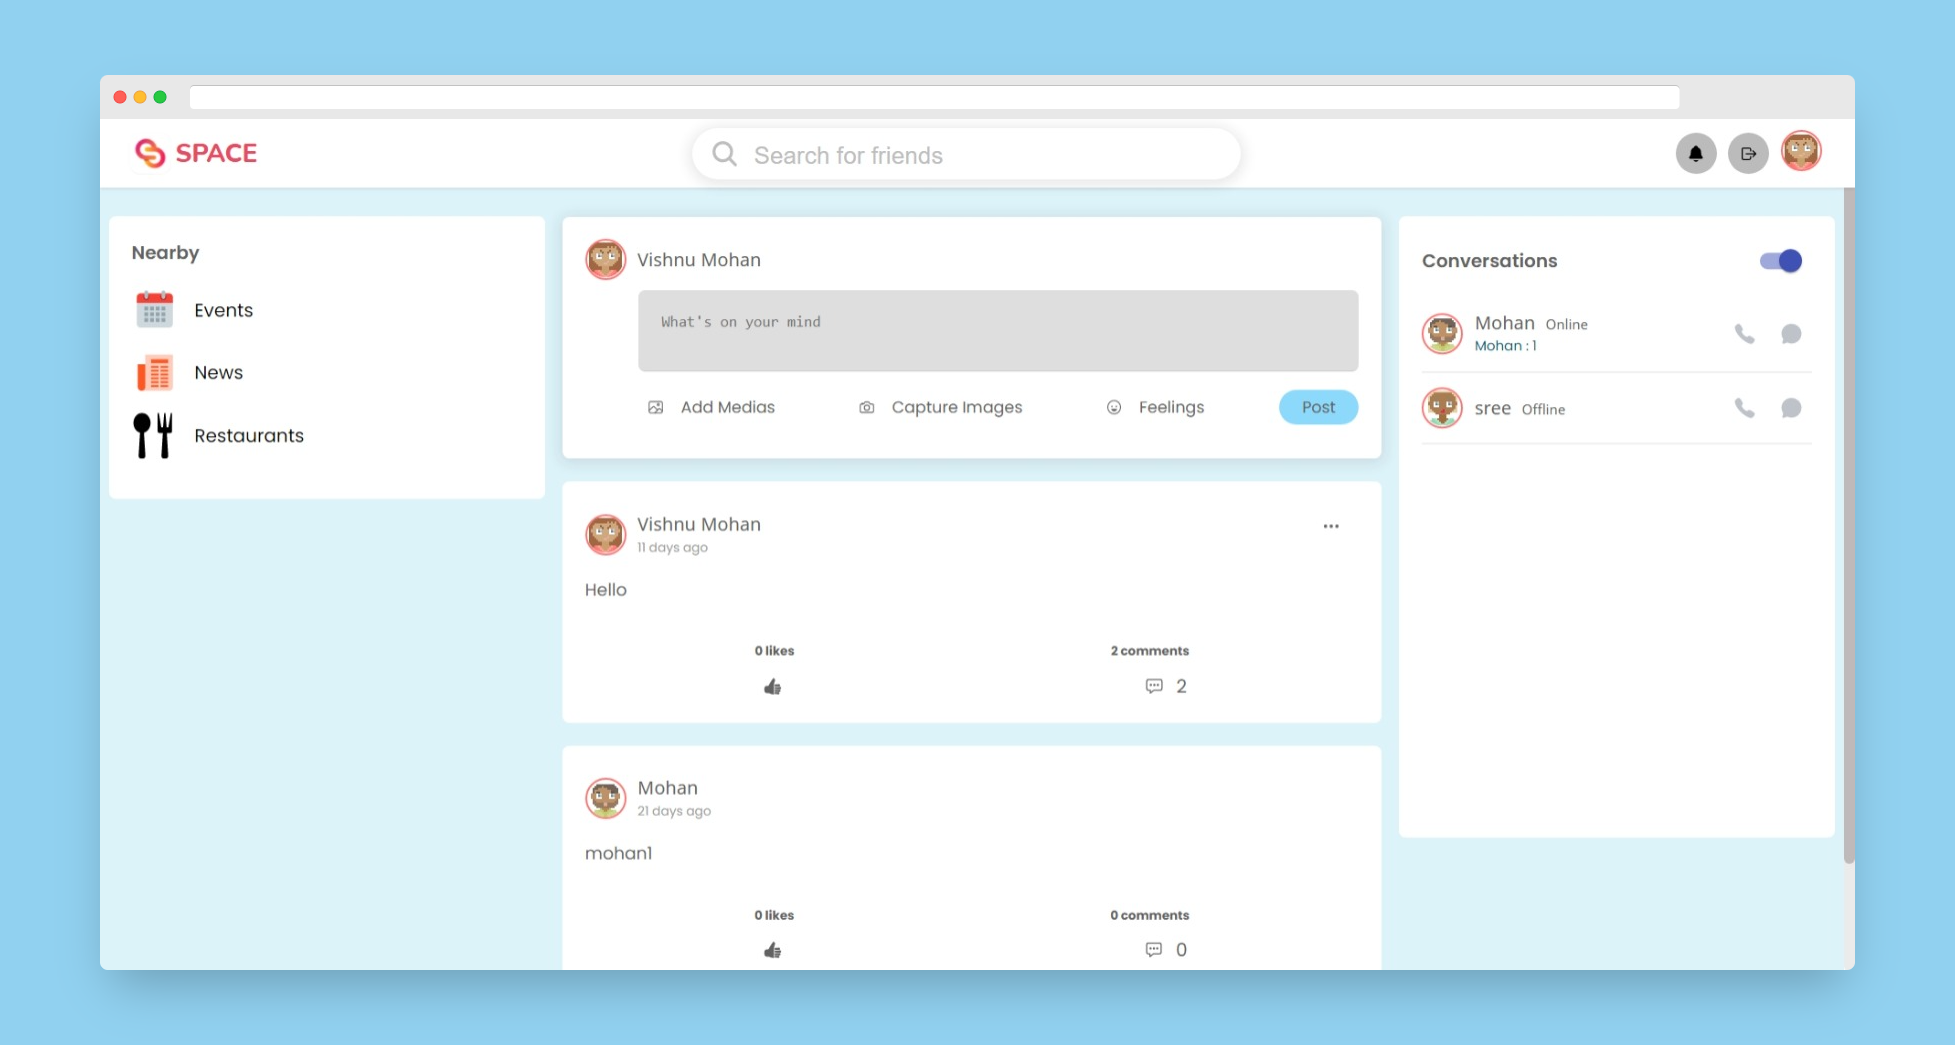 SPACE
Search for friends
Nearby
Events
News
Restaurants
Vishnu Mohan
What's on your mind
Add Medias
Capture Images
Feelings
Post
Vishnu Mohan
11 days ago
Hello
0 likes
2 comments
2
Mohan
21 days ago
mohan1
0 likes
0 comments
0
Conversations
Mohan Online
Mohan : 1
sree Offline